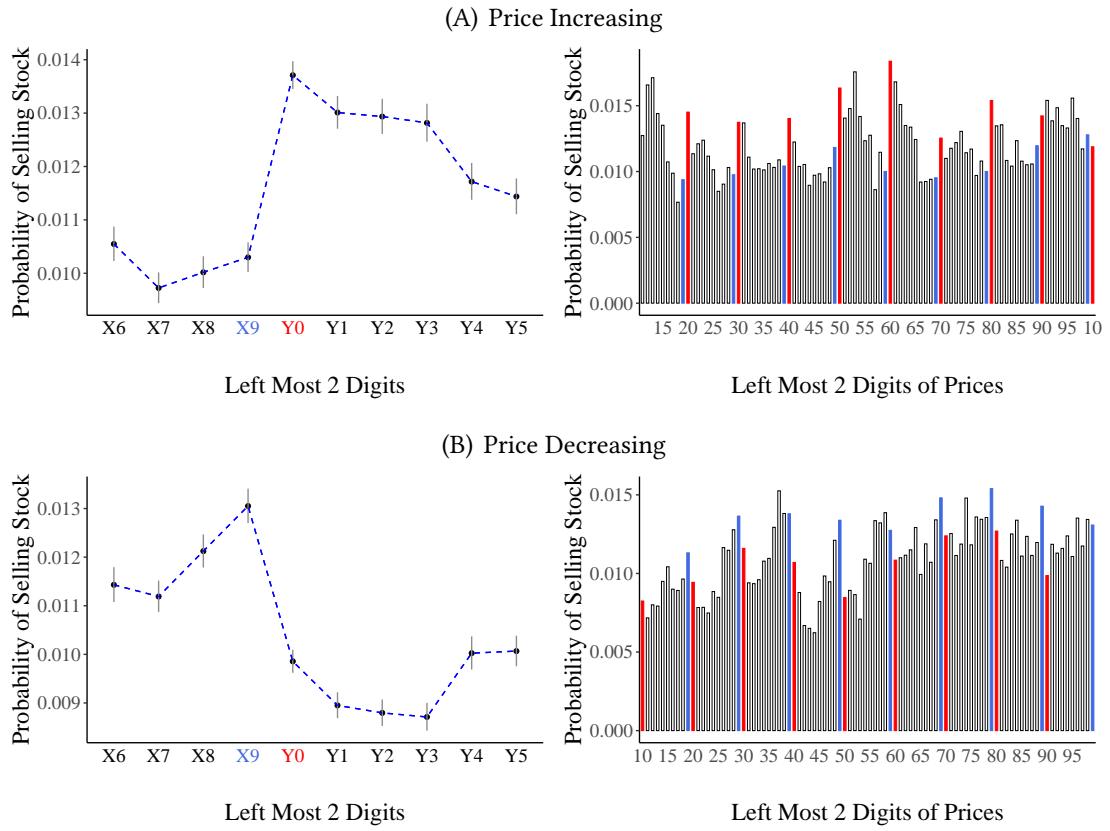 (A) Price Increasing
Probability of Selling Stock
0.014
0.013
0.012
0.011
0.010
X6 X7 X8 X9 Y0 Y1 Y2 Y3 Y4 Y5
Left Most 2 Digits
Probability of Selling Stock
0.015
0.010
0.005
0.000
15 20 25 30 35 40 45 50 55 60 65 70 75 80 85 90 95 10
Left Most 2 Digits of Prices
(B) Price Decreasing
Probability of Selling Stock
0.013
0.012
0.011
0.010
0.009
X6 X7 X8 X9 Y0 Y1 Y2 Y3 Y4 Y5
Left Most 2 Digits
Probability of Selling Stock
0.015
0.010
0.005
0.000
10 15 20 25 30 35 40 45 50 55 60 65 70 75 80 85 90 95
Left Most 2 Digits of Prices